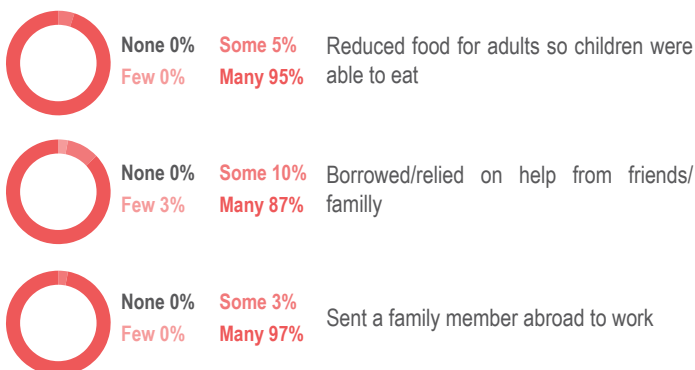 None 0% Some 5% Reduced food for adults so children were
Few 0% Many 95% able to eat
None 0% Some 10% Borrowed/relied on help from friends/
Few 3% Many 87% familly
None 0% Some 3%
Few 0% Many 97%
Sent a family member abroad to work